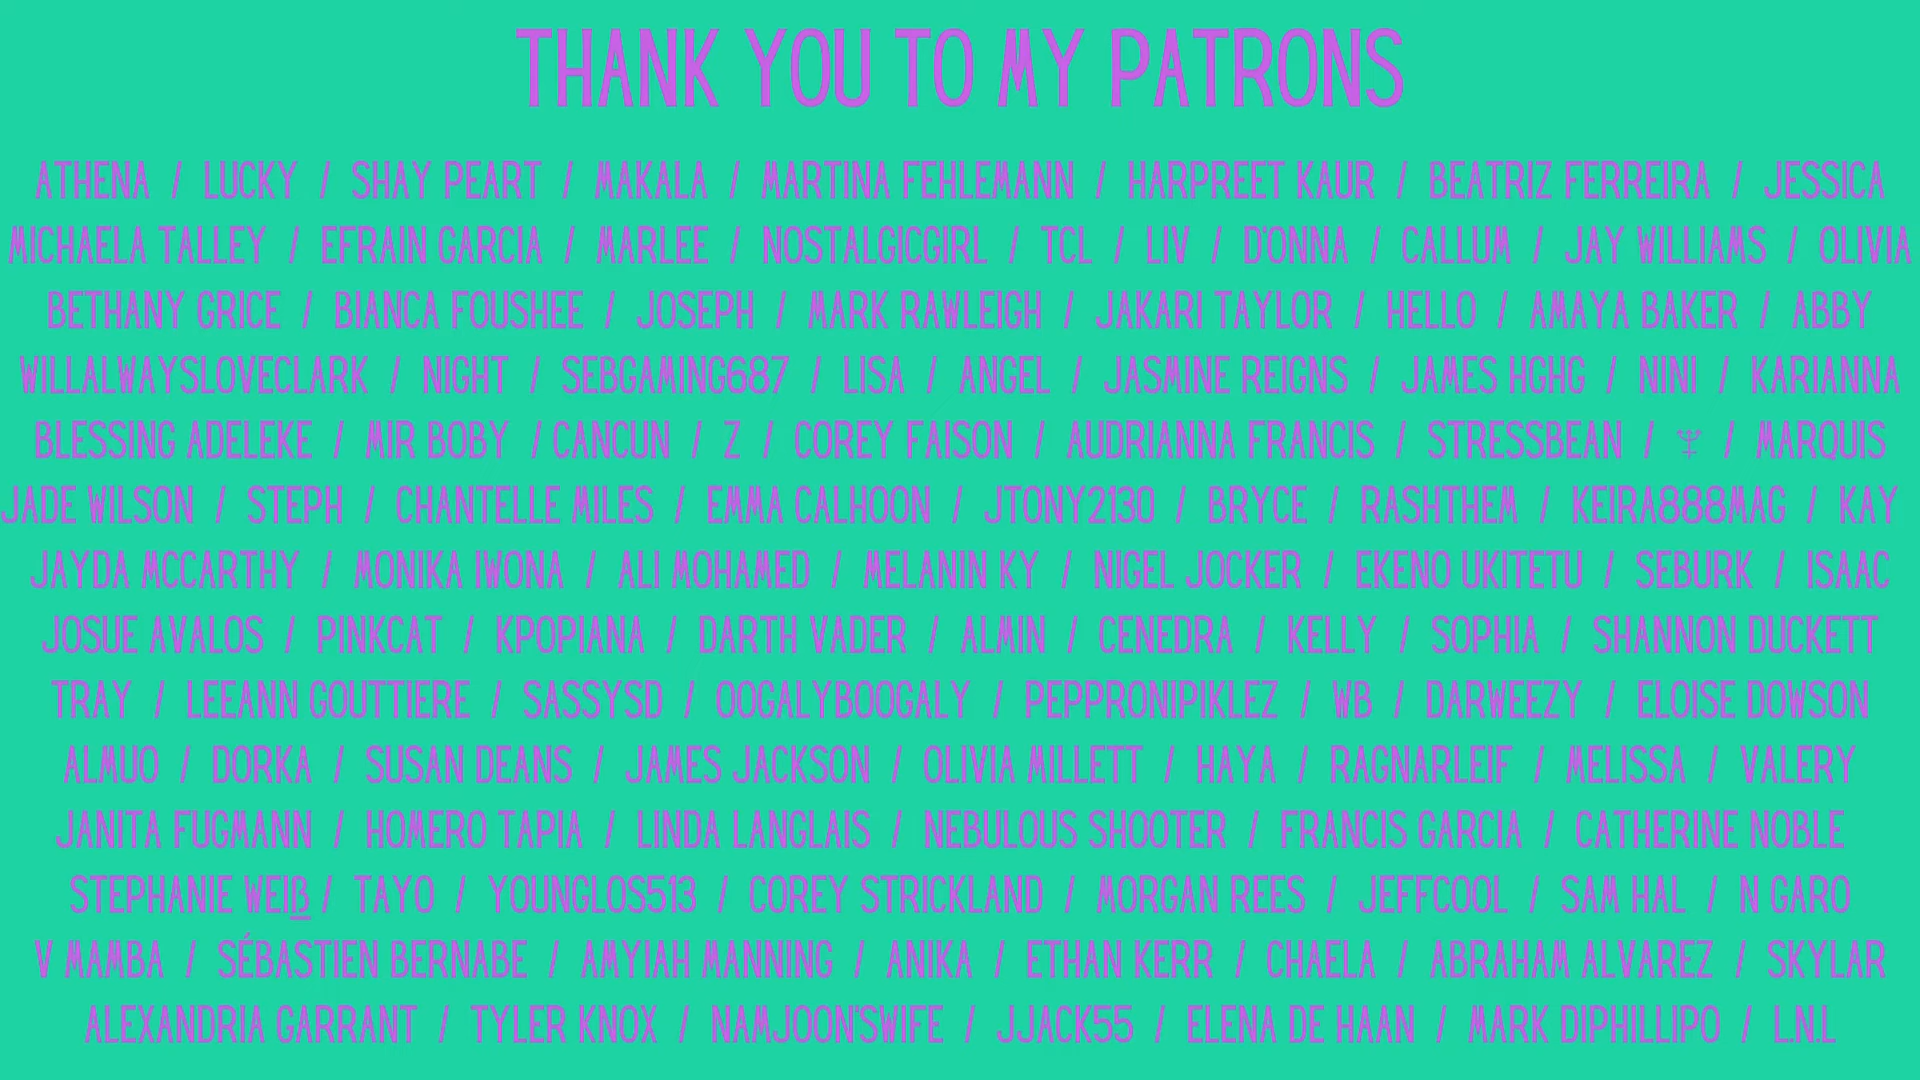 THANK YOU TO MY PATRONS
ATHENA / LUCKY / SHAY PEART / MAKALA / MARTINA FEHLEMANN / HARPREET KAUR / BEATRIZ FERREIRA / JESSICA
MICHAELA TALLEY / EFRAIN GARCIA / MARLEE / NOSTALGICGIRL / TCL / LIV / D'ONNA / CALLUM / JAY WILLIAMS / OLIVIA
BETHANY GRICE / BIANCA FOUSHEE / JOSEPH / MARK RAWLEIGH / JAKARI TAYLOR / HELLO / AMAYA BAKER / ABBY
WILLALWAYSLOVECLARK / NIGHT / SEBGAMING687 / LISA / ANGEL / JASMINE REIGNS / JAMES HGHG / NINI / KARIANNA
BLESSING ADELEKE / MIR BOBY / CANCUN / Z / COREY FAISON / AUDRIANNA FRANCIS / STRESSBEAN / ♆ / MARQUIS
JADE WILSON / STEPH / CHANTELLE MILES / EMMA CALHOON / JTONY2130 / BRYCE / RASHTHEM / KEIRA888MAG / KAY
JAYDA MCCARTHY / MONIKA IWONA / ALI MOHAMED / MELANIN KY / NIGEL JOCKER / EKENO UKITETU / SEBURK / ISAAC
JOSUE AVALOS / PINKCAT / KPOPIANA / DARTH VADER / ALMIN / CENEDRA / KELLY / SOPHIA / SHANNON DUCKETT
TRAY / LEEANN GOUTTIERE / SASSYSD / OOGALYBOOGALY / PEPPRONIPIKLEZ / WB / DARWEEZY / ELOISE DOWSON
ALMUO / DORKA / SUSAN DEANS / JAMES JACKSON / OLIVIA MILLETT / HAYA / RAGNARLEIF / MELISSA / VALERY
JANITA FUGMANN / HOMERO TAPIA / LINDA LANGLAIS / NEBULOUS SHOOTER / FRANCIS GARCIA / CATHERINE NOBLE
STEPHANIE WEIß / TAYO / YOUNGLOS513 / COREY STRICKLAND / MORGAN REES / JEFFCOOL / SAM HAL / N GARO
V MAMBA / SÉBASTIEN BERNABE / AMYIAH MANNING / ANIKA / ETHAN KERR / CHAELA / ABRAHAM ALVAREZ / SKYLAR
ALEXANDRIA GARRANT / TYLER KNOX / NAMJOON'SWIFE / JJACK55 / ELENA DE HAAN / MARK DIPHILLIPO / L.N.L